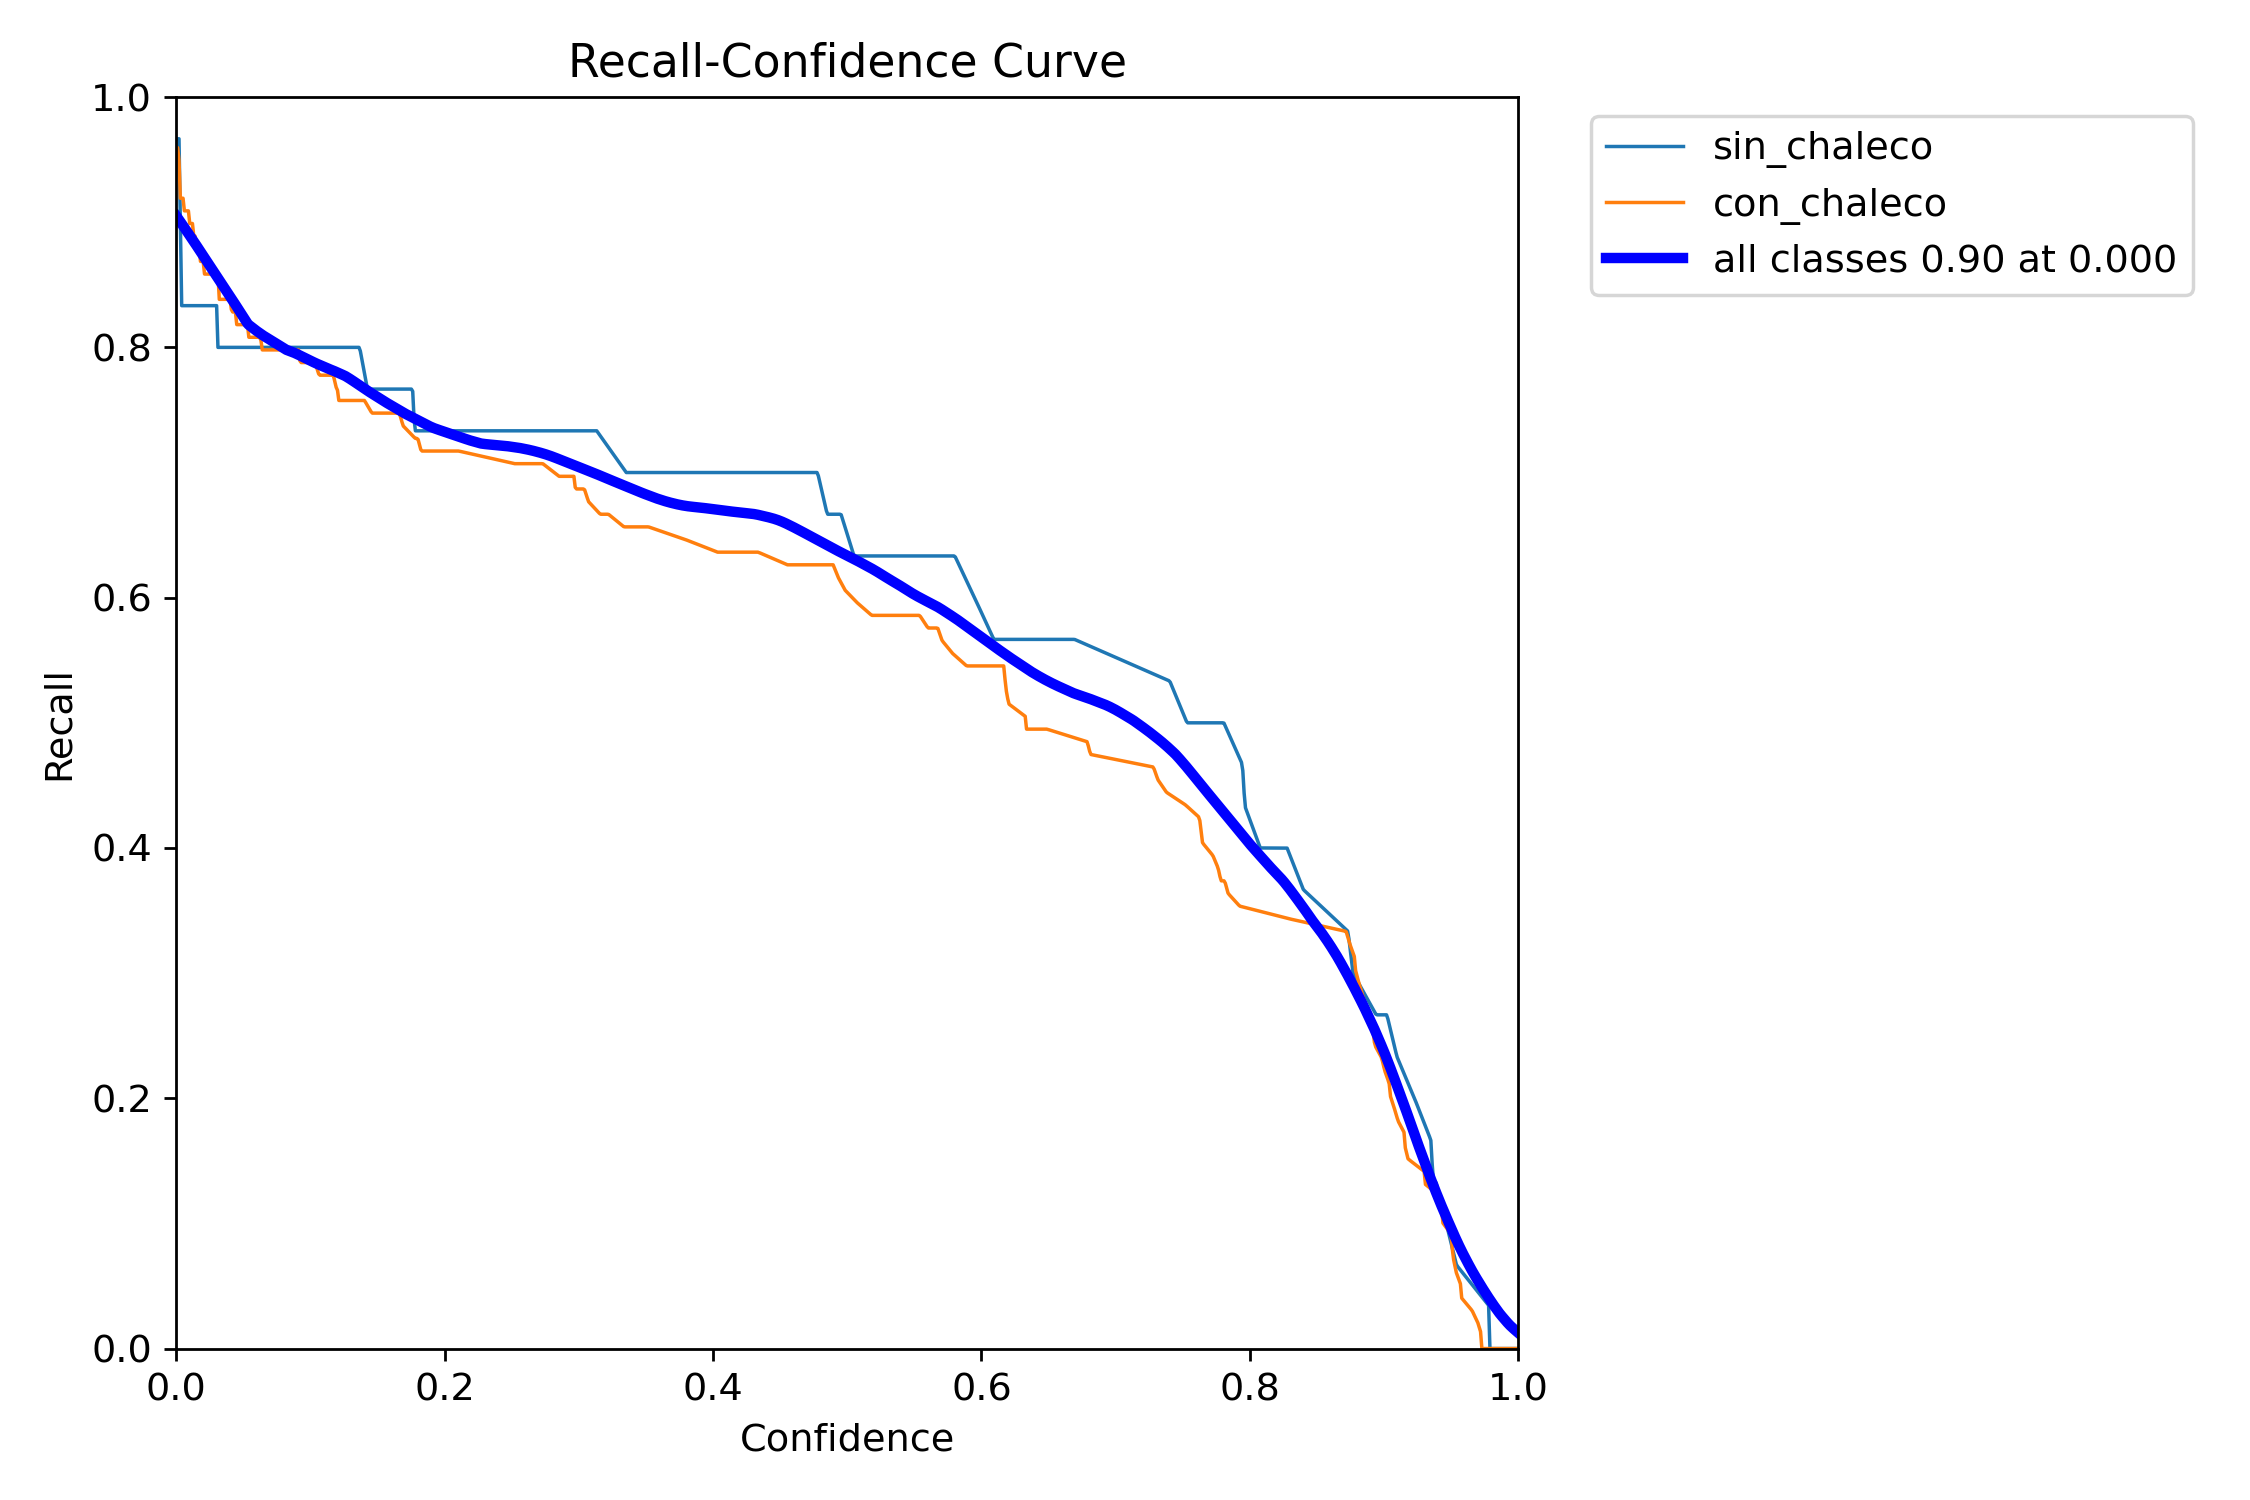 Recall-Confidence Curve
1.0
0.8
0.6
0.4
0.2
0.0
Recall
0.0 0.2 0.4 0.6 0.8 1.0
Confidence
sin_chaleco
con_chaleco
all classes 0.90 at 0.000